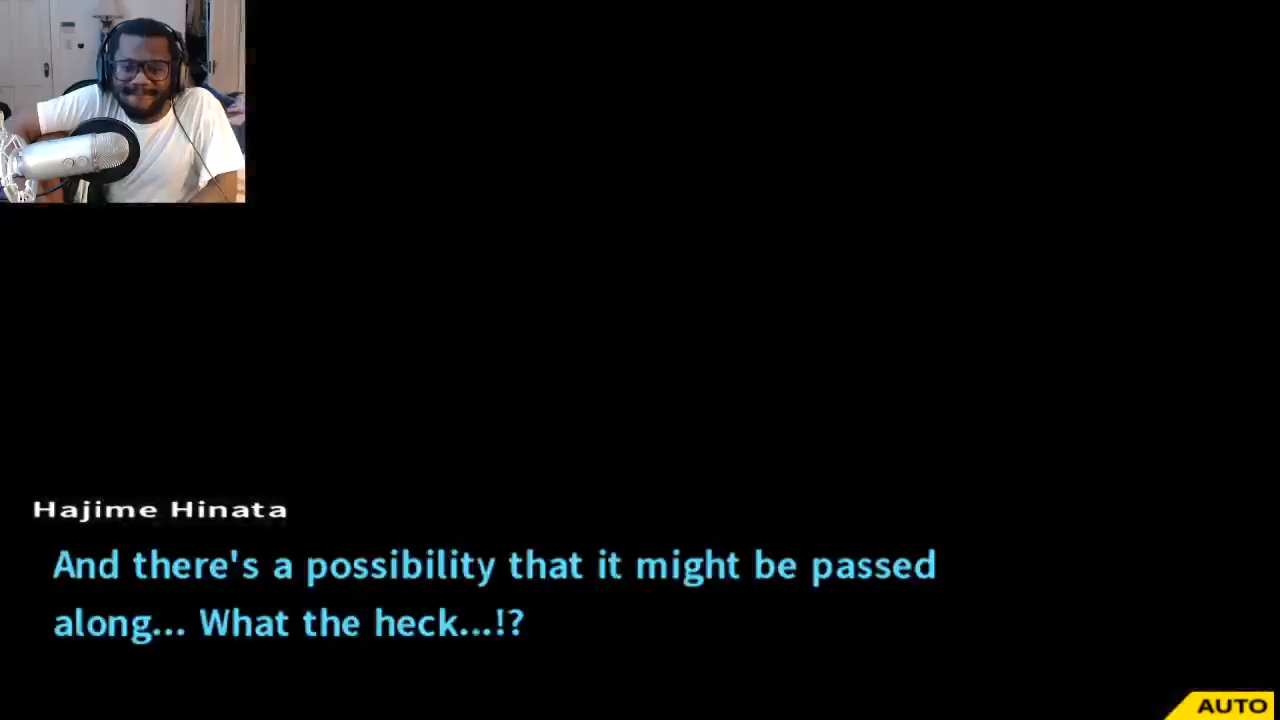 Hajime Hinata
And there's a possibility that it might be passed
along... What the heck...!?
AUTO